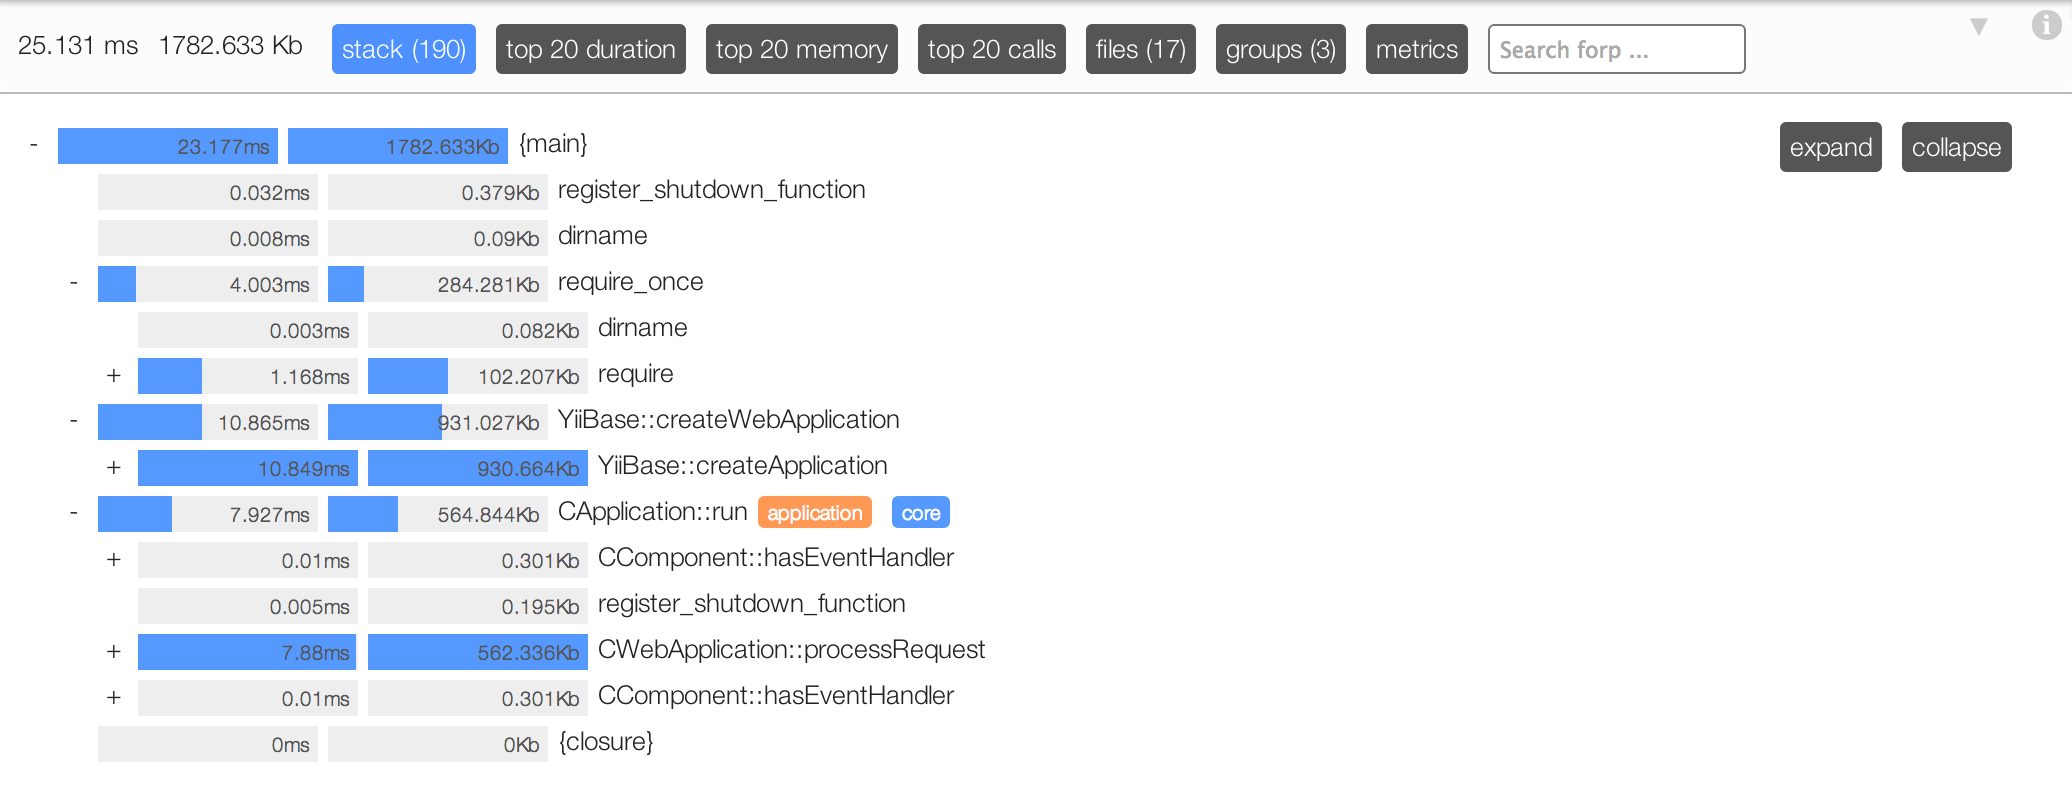 25.131 ms 1782.633 Kb stack (190) top 20 duration top 20 memory top 20 calls files (17) groups (3) metrics Search forp ... ▼ i
- 23.177ms 1782.633Kb {main} expand collapse
0.032ms 0.379Kb register_shutdown_function
0.008ms 0.09Kb dirname
- 4.003ms 284.281Kb require_once
0.003ms 0.082Kb dirname
+ 1.168ms 102.207Kb require
- 10.865ms 931.027Kb YiiBase::createWebApplication
+ 10.849ms 930.664Kb YiiBase::createApplication
- 7.927ms 564.844Kb CApplication::run application core
+ 0.01ms 0.301Kb CComponent::hasEventHandler
0.005ms 0.195Kb register_shutdown_function
+ 7.88ms 562.336Kb CWebApplication::processRequest
+ 0.01ms 0.301Kb CComponent::hasEventHandler
0ms 0Kb {closure}